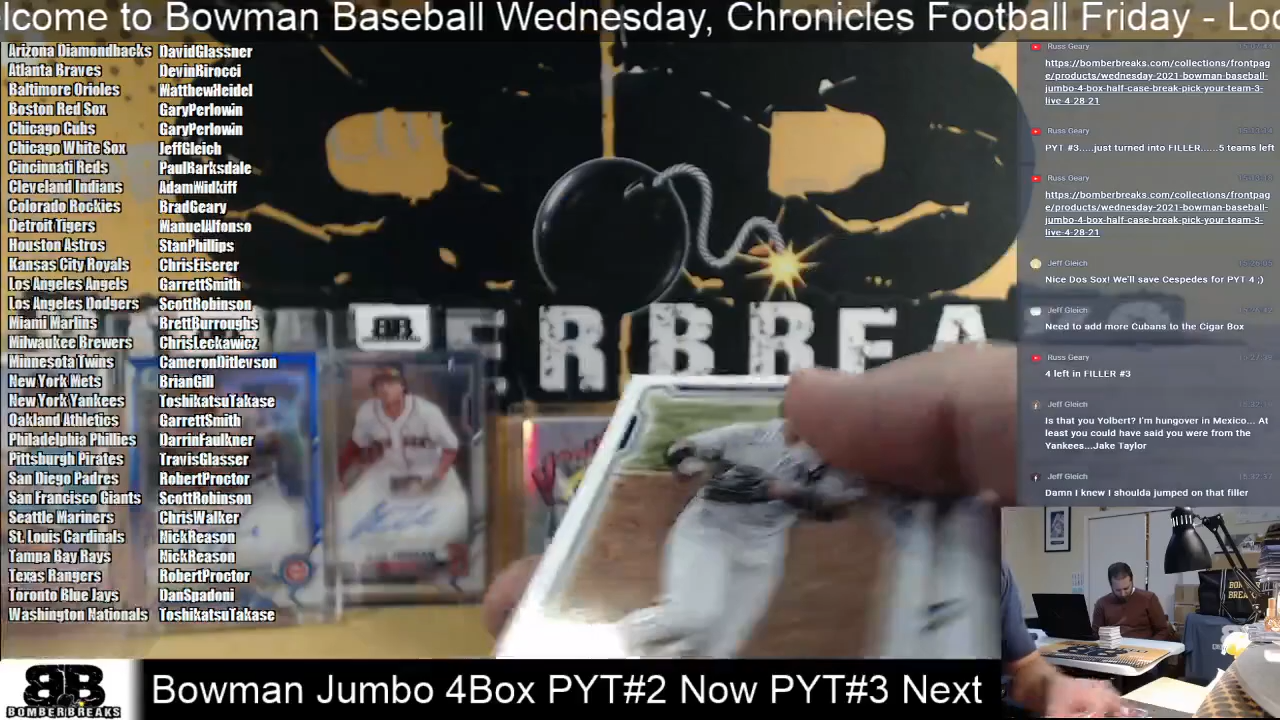 elcome to Bowman Baseball Wednesday, Chronicles Football Friday - Loo
Arizona Diamondbacks DavidGlassner
Atlanta Braves DevinBirocci
Baltimore Orioles MatthewHeidel
Boston Red Sox GaryPerlowin
Chicago Cubs GaryPerlowin
Chicago White Sox JeffGleich
Cincinnati Reds PaulBarksdale
Cleveland Indians AdamWidkiff
Colorado Rockies BradGeary
Detroit Tigers ManuelAlfonso
Houston Astros StanPhillips
Kansas City Royals ChrisEiserer
Los Angeles Angels GarrettSmith
Los Angeles Dodgers ScottRobinson
Miami Marlins BrettBurroughs
Milwaukee Brewers ChrisLeckawicz
Minnesota Twins CameronDitlevson
New York Mets BrianGill
New York Yankees ToshikatsuTakase
Oakland Athletics GarrettSmith
Philadelphia Phillies DarrinFaulkner
Pittsburgh Pirates TravisGlasser
San Diego Padres RobertProctor
San Francisco Giants ScottRobinson
Seattle Mariners ChrisWalker
St. Louis Cardinals NickReason
Tampa Bay Rays NickReason
Texas Rangers RobertProctor
Toronto Blue Jays DanSpadoni
Washington Nationals ToshikatsuTakase
ERBREA
Russ Geary
https://bomberbreaks.com/collections/frontpag
e/products/wednesday-2021-bowman-baseball-
jumbo-4-box-half-case-break-pick-your-team-3-
live-4-28-21
Russ Geary
PYT #3.....just turned into FILLER......5 teams left
Russ Geary
https://bomberbreaks.com/collections/frontpag
e/products/wednesday-2021-bowman-baseball-
jumbo-4-box-half-case-break-pick-your-team-3-
live-4-28-21
Jeff Gleich
Nice Dos Sox! We'll save Cespedes for PYT 4 ;)
Jeff Gleich
Need to add more Cubans to the Cigar Box
Russ Geary
4 left in FILLER #3
Jeff Gleich
Is that you Yolbert? I'm hungover in Mexico... At
least you could have said you were from the
Yankees...Jake Taylor
Jeff Gleich
Damn I knew I shoulda jumped on that filler
BB
BOMBERBREAKS
Bowman Jumbo 4Box PYT#2 Now PYT#3 Next